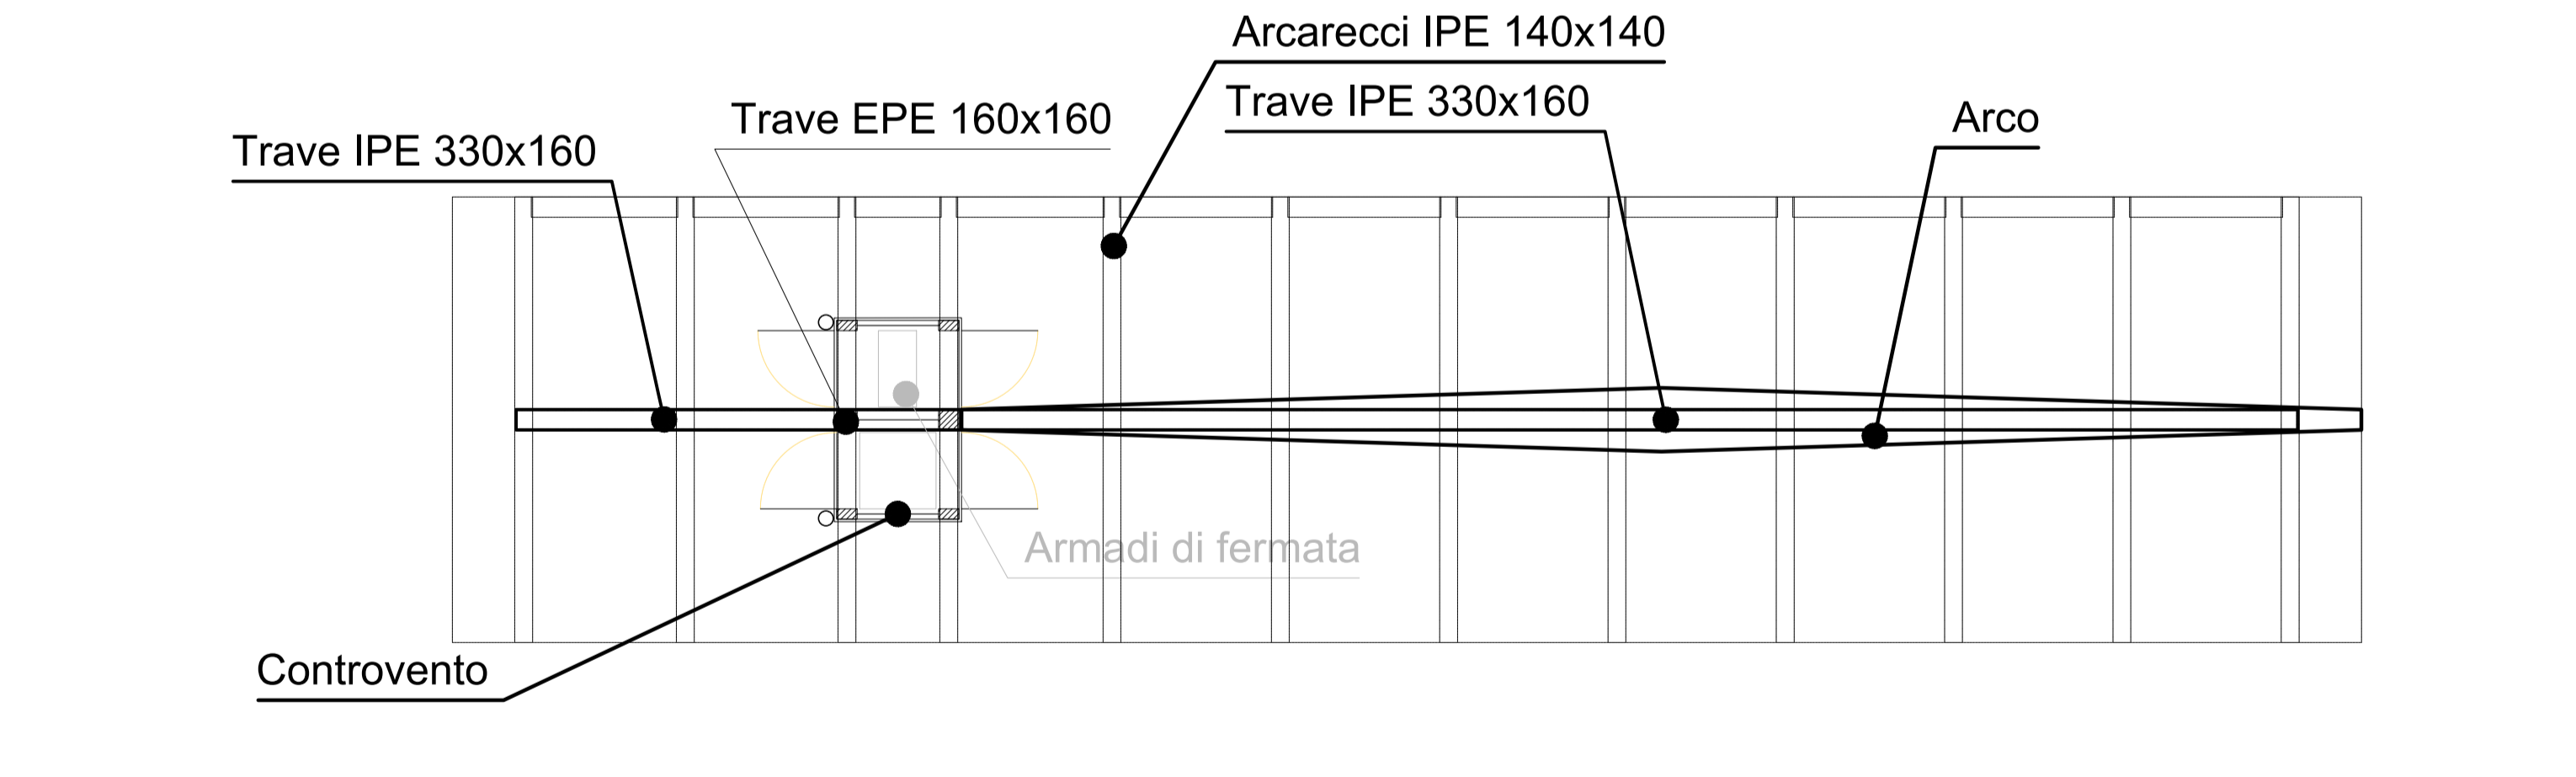 Arcarecci IPE 140x140
Trave IPE 330x160
Trave EPE 160x160
Arco
Trave IPE 330x160
Armadi di fermata
Controvento